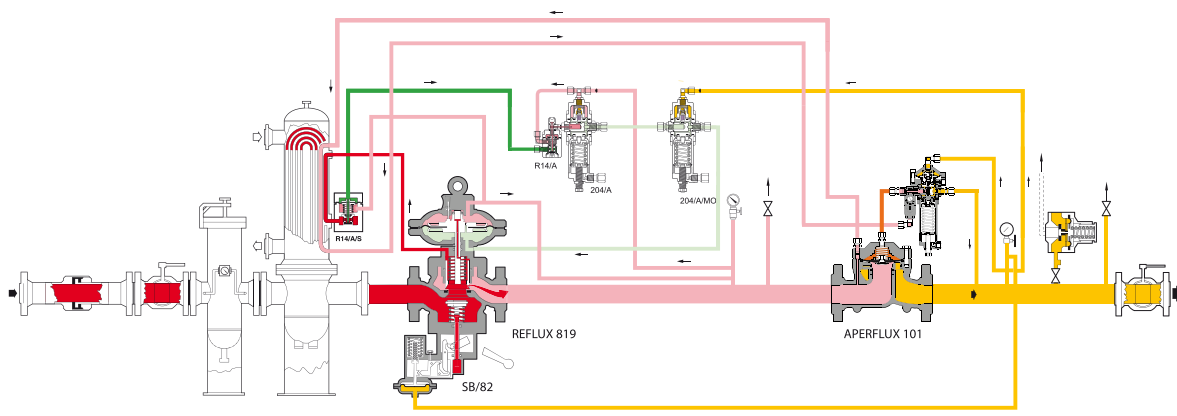 R14/A
204/A
204/A/MO
R14/A/S
REFLUX 819
APERFLUX 101
SB/82